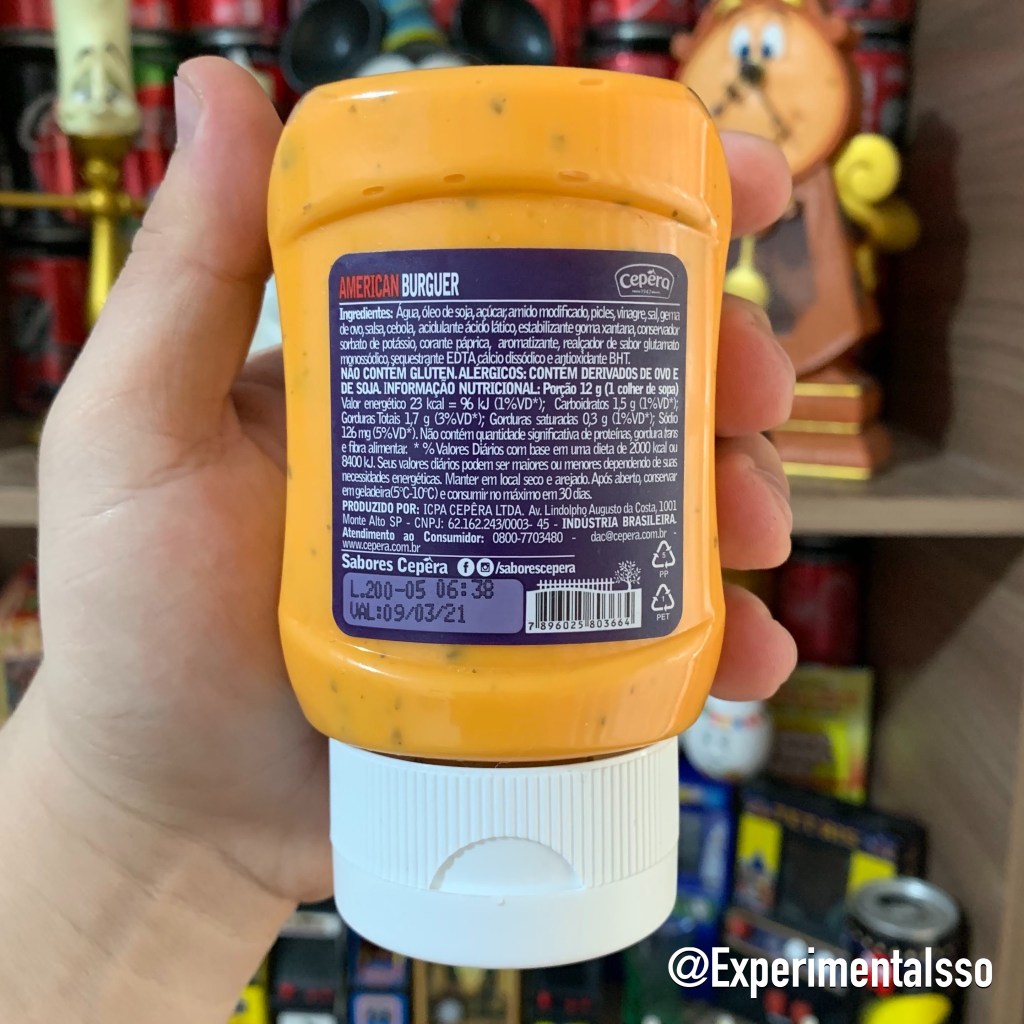 AMERICAN BURGUER
Cepêra
Ingredientes: Água, óleo de soja, açúcar, amido modificado, picles, vinagre, sal, gema
de ovo, salsa, cebola, acidulante ácido lático, estabilizante goma xantana, conservador
sorbato de potássio, corante páprica, aromatizante, realçador de sabor glutamato
monossódico, sequestrante EDTA cálcio dissódico e antioxidante BHT.
NÃO CONTÉM GLÚTEN. ALÉRGICOS: CONTÉM DERIVADOS DE OVO E
DE SOJA. INFORMAÇÃO NUTRICIONAL: Porção 12 g (1 colher de sopa)
Valor energético 23 kcal = 96 kJ (1%VD*); Carboidratos 1,5 g (1%VD*);
Gorduras Totais 1,7 g (3%VD*); Gorduras saturadas 0,3 g (1%VD*); Sódio
126 mg (5%VD*). Não contém quantidade significativa de proteínas, gordura trans
e fibra alimentar. * % Valores Diários com base em uma dieta de 2000 kcal ou
8400 kJ. Seus valores diários podem ser maiores ou menores dependendo de suas
necessidades energéticas. Manter em local seco e arejado. Após aberto, conservar
em geladeira (5°C-10°C) e consumir no máximo em 30 dias.
PRODUZIDO POR: ICPA CEPÊRA LTDA. Av. Lindolpho Augusto da Costa, 1001
Monte Alto SP - CNPJ: 62.162.243/0003- 45 - INDÚSTRIA BRASILEIRA.
Atendimento ao Consumidor: 0800-7703480 - dac@cepera.com.br -
www.cepera.com.br
Sabores Cepêra /saborescepera
5
PP
L.200-05 06:38
VAL:09/03/21
7 896025 803664
1
PET
@Experimentalsso